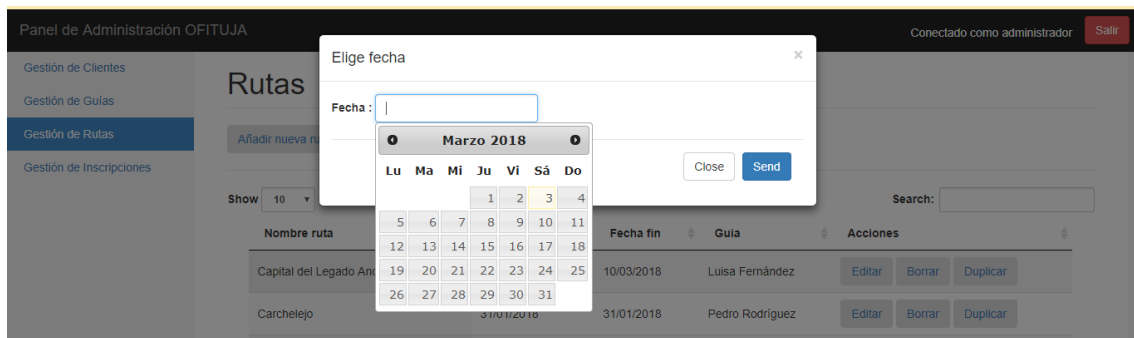 Panel de Administración OFITUJA
Conectado como administrador Salir
Gestión de Clientes
Gestión de Guías
Gestión de Rutas
Gestión de Inscripciones
Rutas
Añadir nueva
Elige fecha ×
Fecha :
Marzo 2018
Lu Ma Mi Ju Vi Sá Do
1 2 3 4
5 6 7 8 9 10 11
12 13 14 15 16 17 18
19 20 21 22 23 24 25
26 27 28 29 30 31
Close Send
Show 10
Search:
Nombre ruta Fecha fin Guia Acciones
Capital del Legado 10/03/2018 Luisa Fernández Editar Borrar Duplicar
Carchelejo 31/01/2018 31/01/2018 Pedro Rodríguez Editar Borrar Duplicar